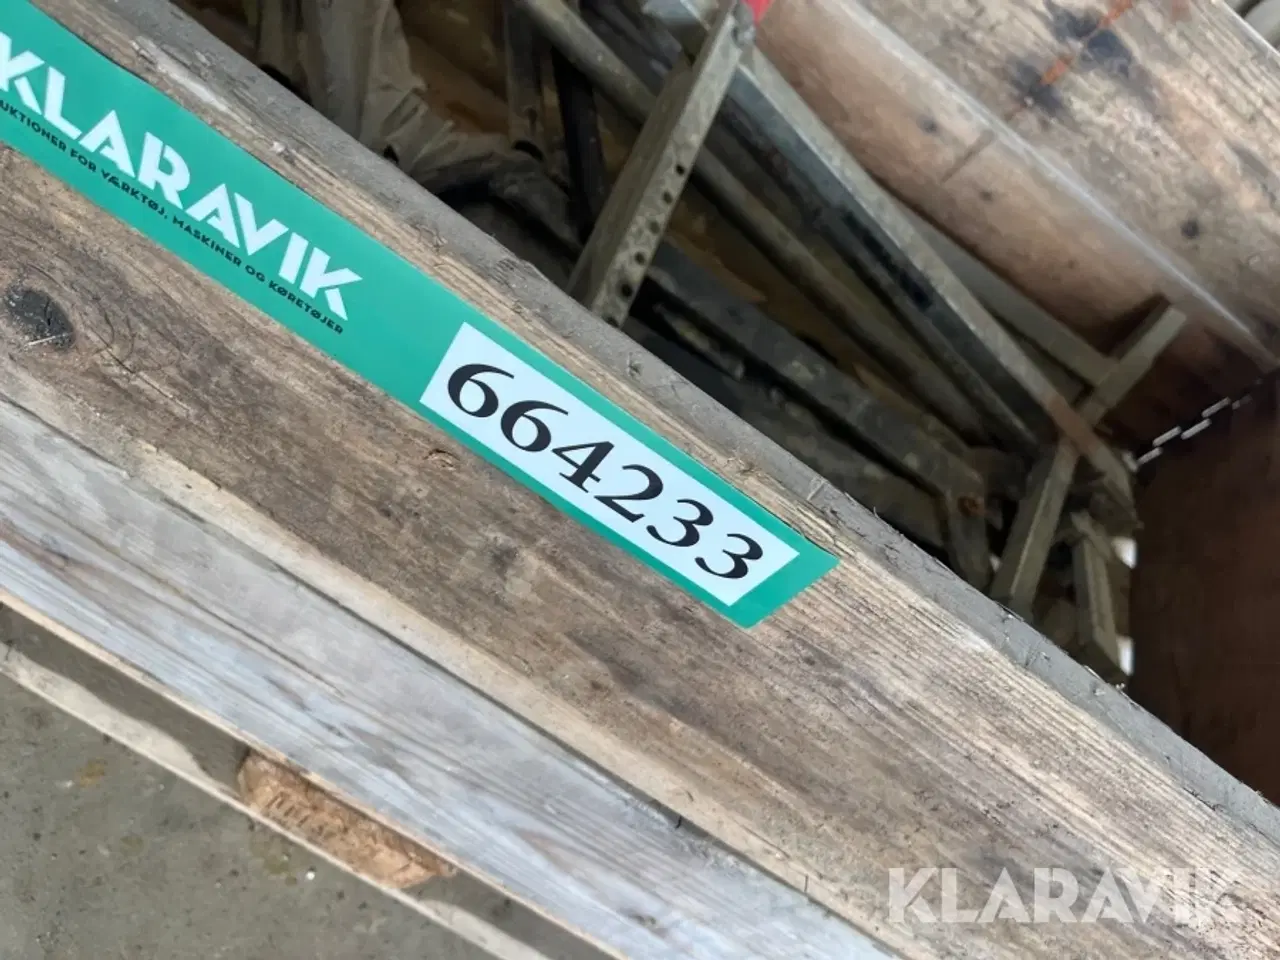 KLARAVIK
UKTIONER FOR VÆRKTØJ, MASKINER OG KØRETØJER
664233
KLARAVIK